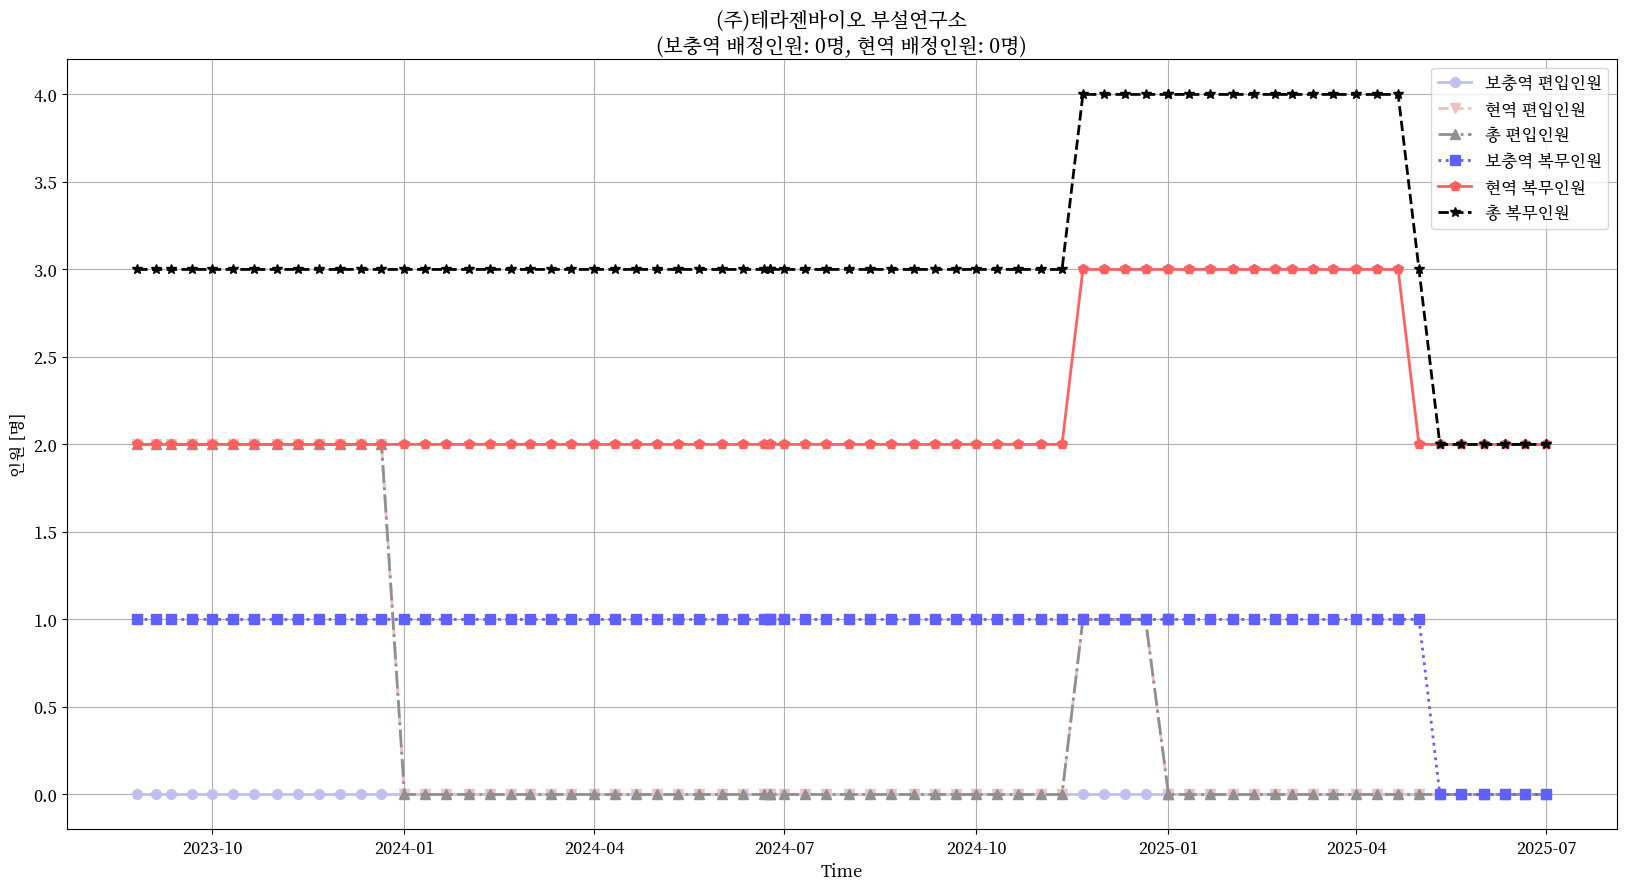 (주)테라젠바이오 부설연구소
(보충역 배정인원: 0명, 현역 배정인원: 0명)
보충역 편입인원
현역 편입인원
총 편입인원
보충역 복무인원
현역 복무인원
총 복무인원
인원 [명]
4.0
3.5
3.0
2.5
2.0
1.5
1.0
0.5
0.0
2023-10
2024-01
2024-04
2024-07
2024-10
2025-01
2025-04
2025-07
Time